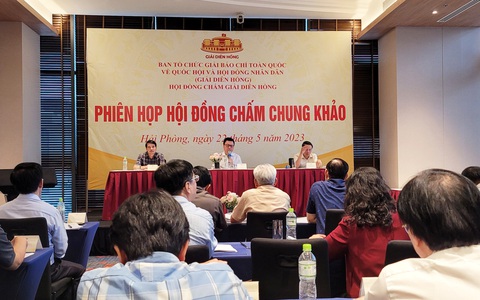 GIẢI DIÊN HỒNG
BAN TỔ CHỨC GIẢI BÁO CHÍ TOÀN QUỐC
VỀ QUỐC HỘI VÀ HỘI ĐỒNG NHÂN DÂN
(GIẢI DIÊN HỒNG)
HỘI ĐỒNG CHẤM GIẢI DIÊN HỒNG
PHIÊN HỌP HỘI ĐỒNG CHẤM CHUNG KHẢO
Hải Phòng, ngày 22 tháng 5 năm 2023